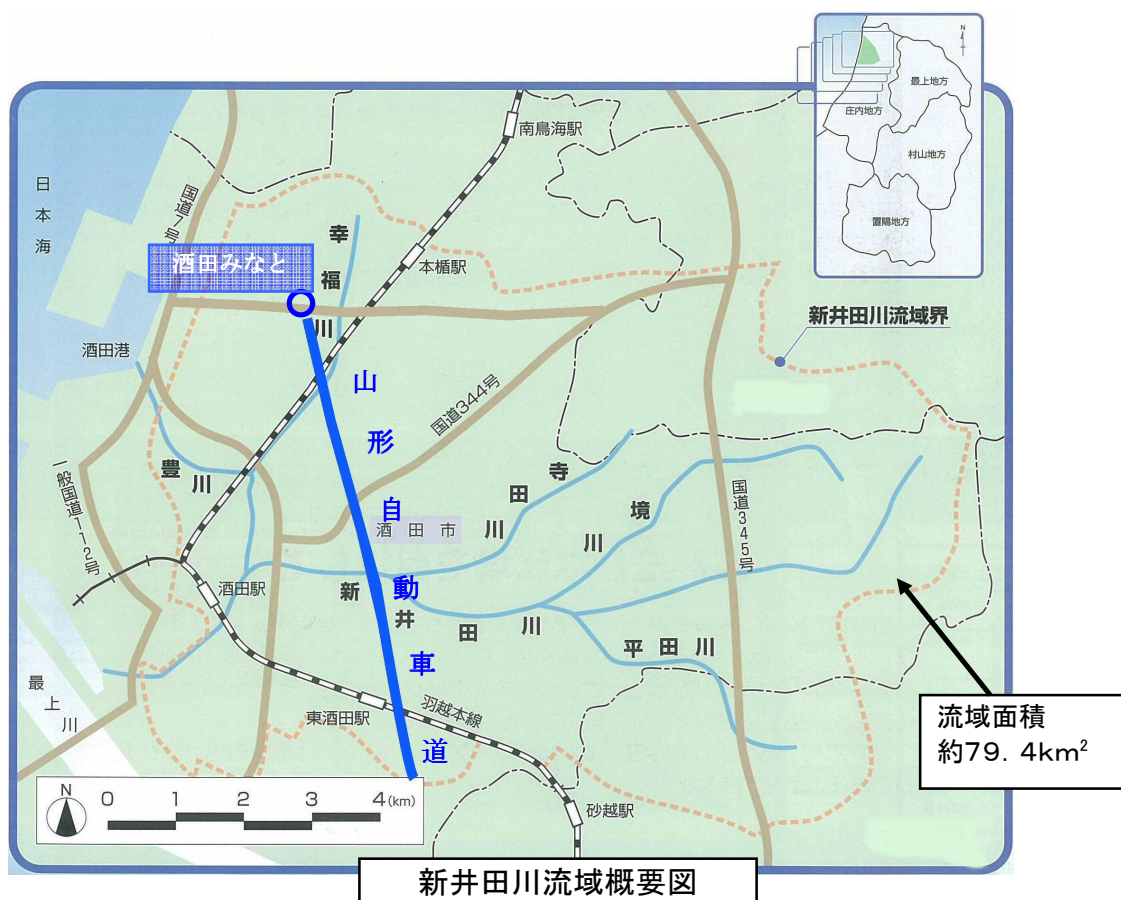 N
最上地方
庄内地方
村山地方
置賜地方
南鳥海駅
日本海
国道7号
幸福川
酒田みなと
本楯駅
新井田川流域界
酒田港
山形自動車道
国道344号
豊川
一般国道112号
田寺川
境川
国道345号
酒田市
酒田駅
新井田川
平田川
最上川
東酒田駅
羽越本線
流域面積
約79.4km²
N
0 1 2 3 4(km)
砂越駅
新井田川流域概要図